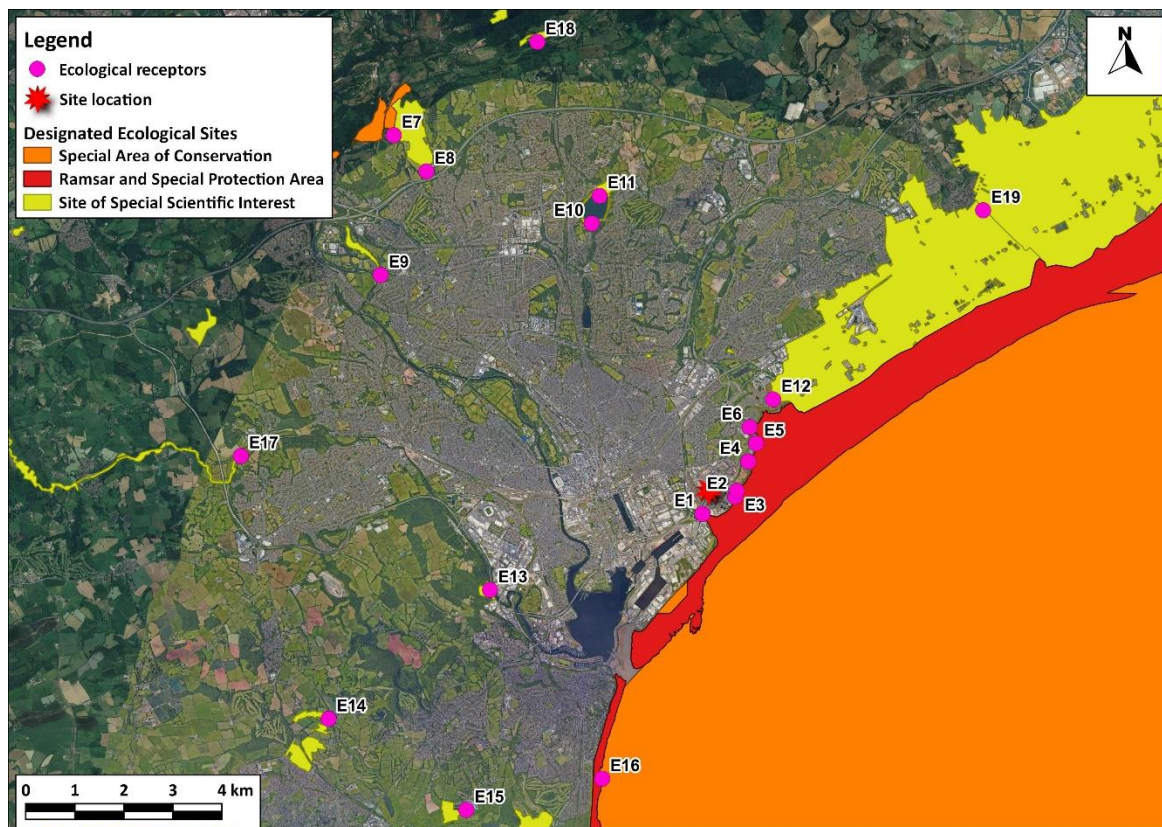 Legend
Ecological receptors
Site location
Designated Ecological Sites
Special Area of Conservation
Ramsar and Special Protection Area
Site of Special Scientific Interest
N
E18
E7
E8
E11
E10
E19
E9
E12
E6
E5
E4
E17
E2
E1
E3
E13
E14
E16
E15
0 1 2 3 4 km